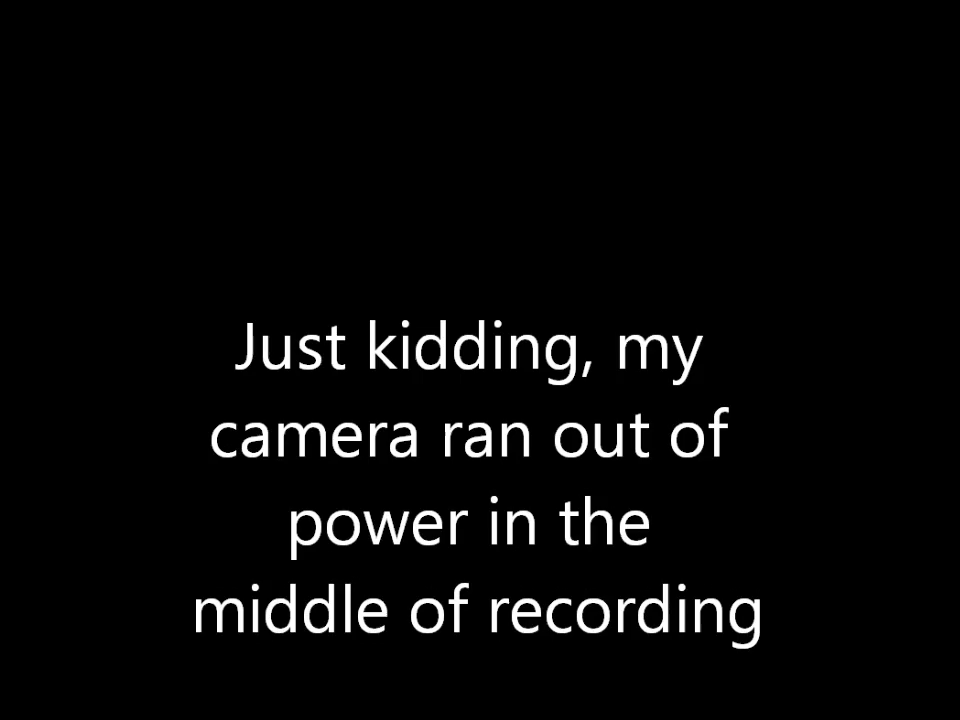 Just kidding, my
camera ran out of
power in the
middle of recording